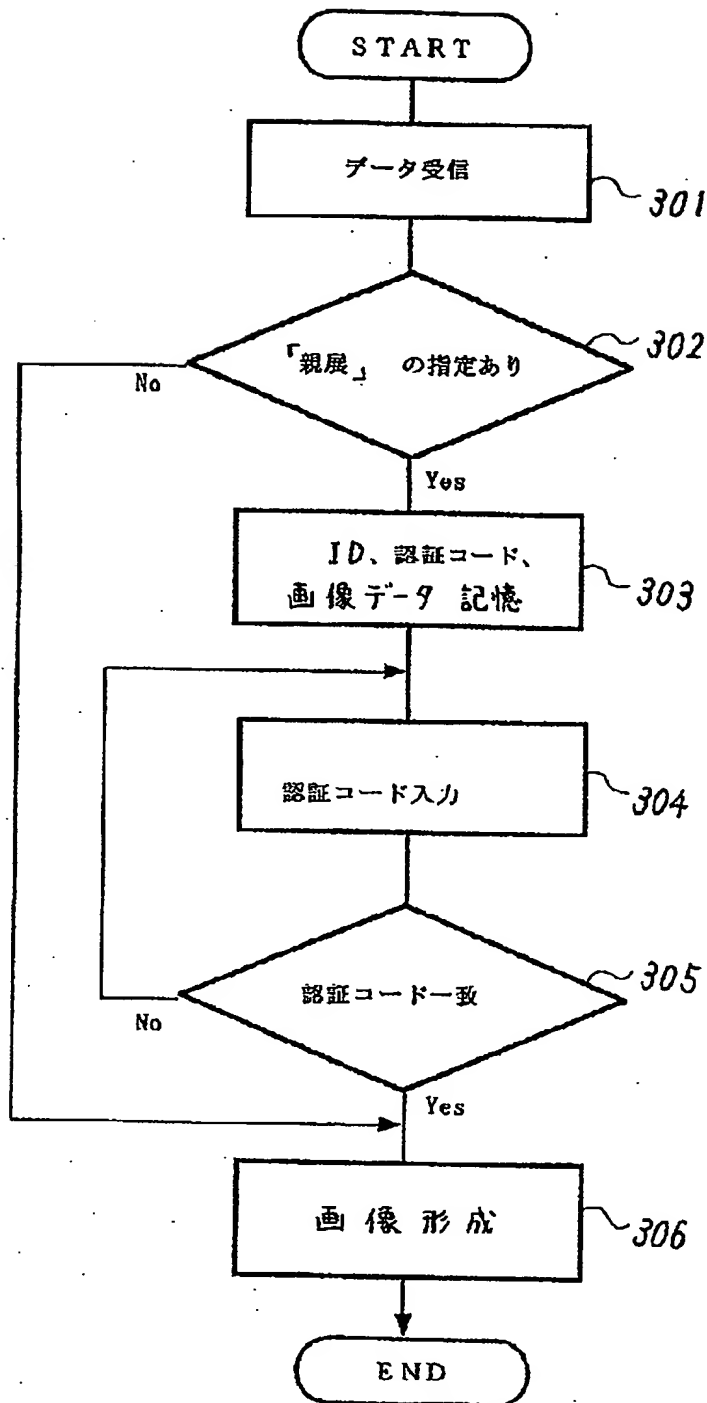 START
データ受信
301
「親展」 の指定あり
302
No
Yes
ID、認証コード、
画像データ 記憶
303
認証コード入力
304
認証コード一致
305
No
Yes
画像形成
306
END